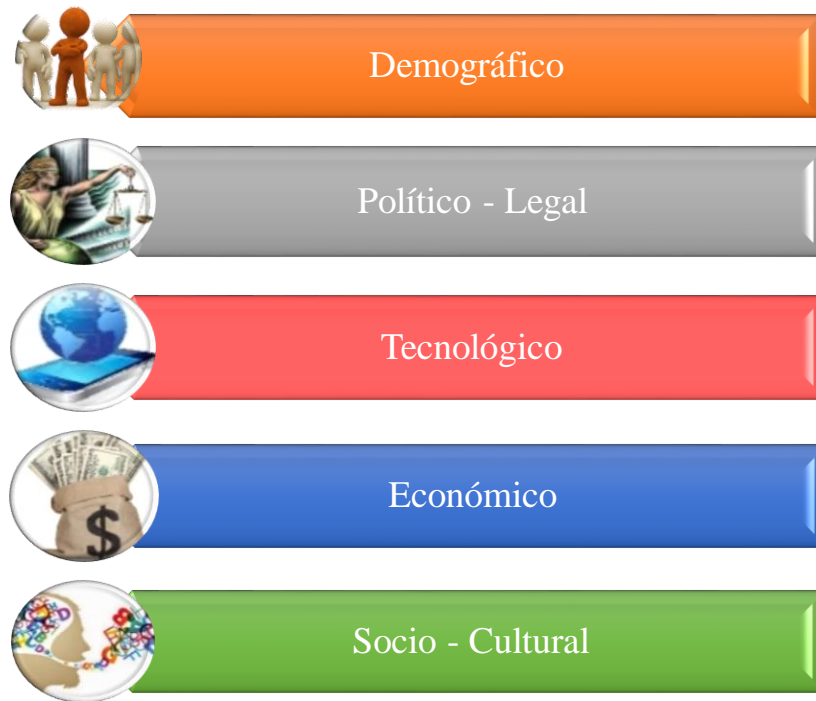 Demográfico
Político - Legal
Tecnológico
Económico
$
Socio - Cultural